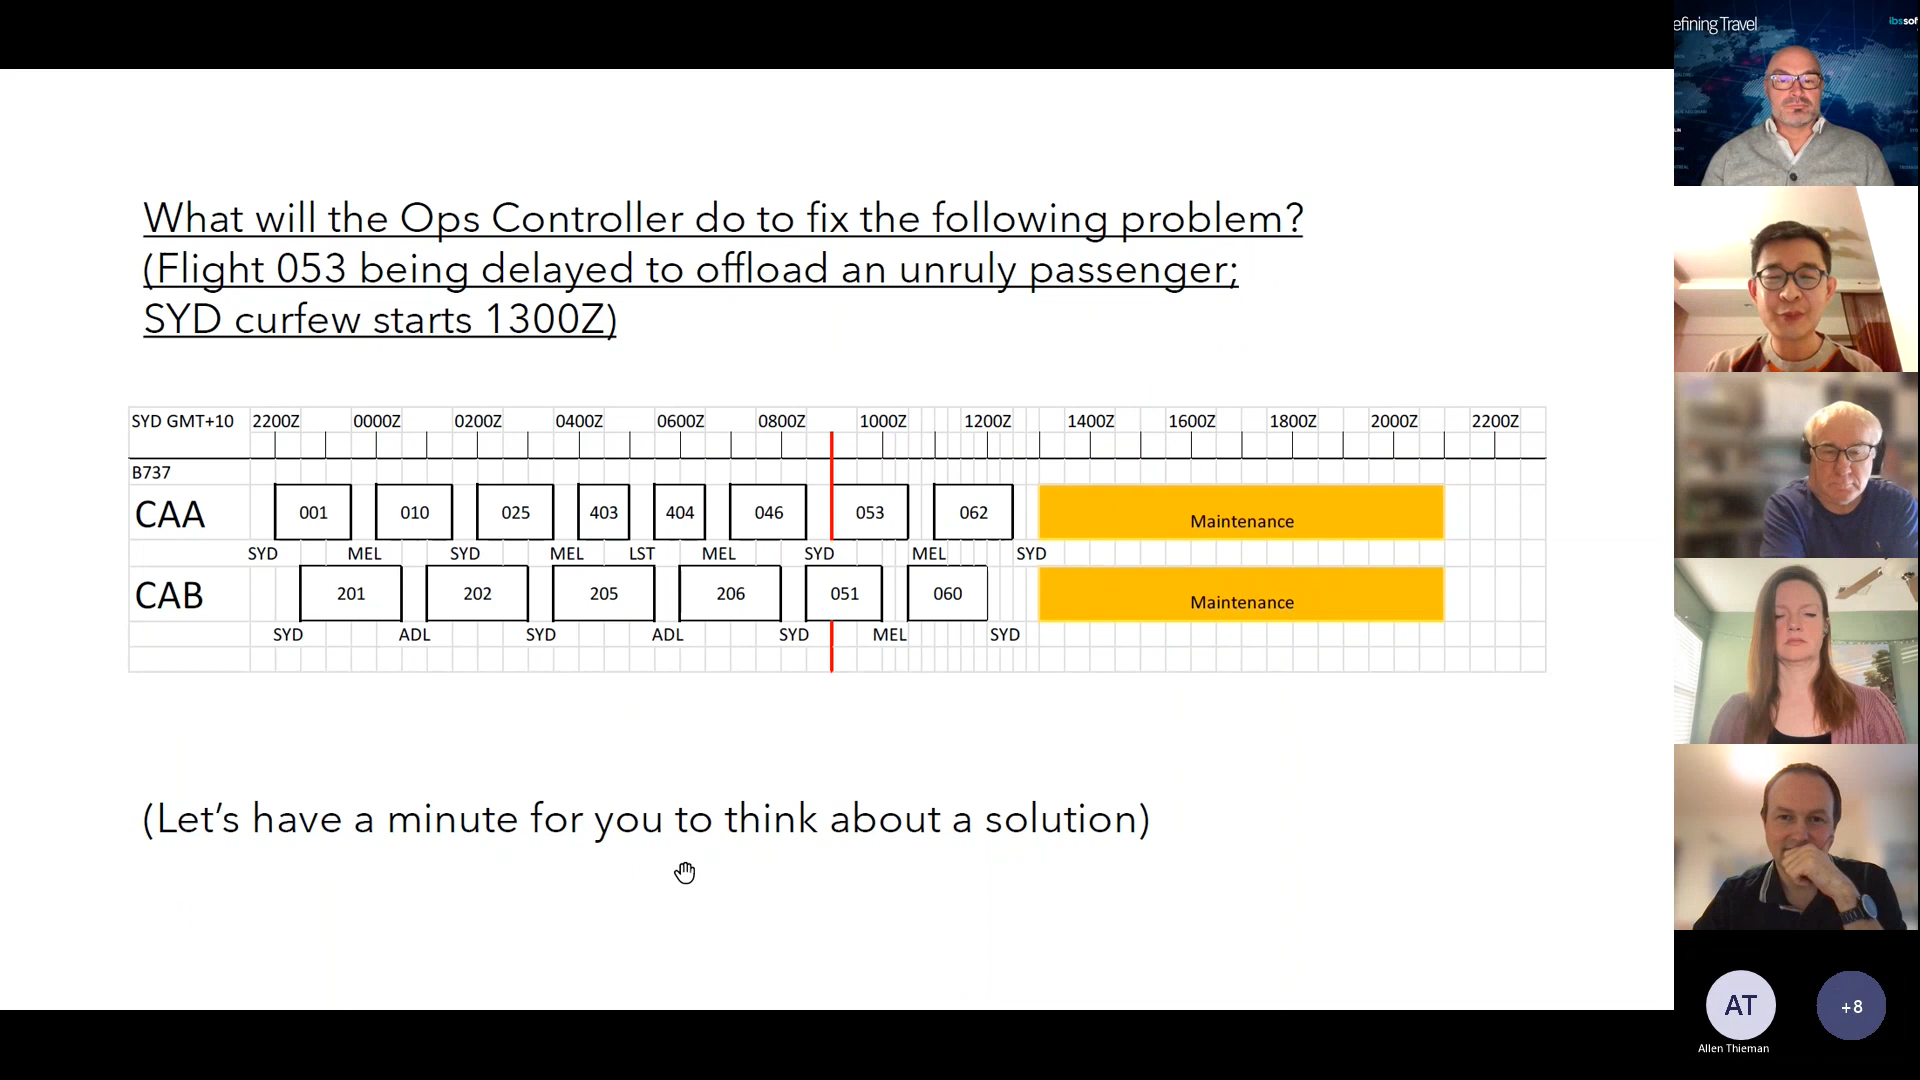 efining Travel
ibssof
What will the Ops Controller do to fix the following problem?
(Flight 053 being delayed to offload an unruly passenger;
SYD curfew starts 1300Z)
SYD GMT+10 2200Z 0000Z 0200Z 0400Z 0600Z 0800Z 1000Z 1200Z 1400Z 1600Z 1800Z 2000Z 2200Z
B737
CAA 001 010 025 403 404 046 053 062 Maintenance
SYD MEL SYD MEL LST MEL SYD MEL SYD
CAB 201 202 205 206 051 060 Maintenance
SYD ADL SYD ADL SYD MEL SYD
(Let's have a minute for you to think about a solution)
AT
+8
Allen Thieman